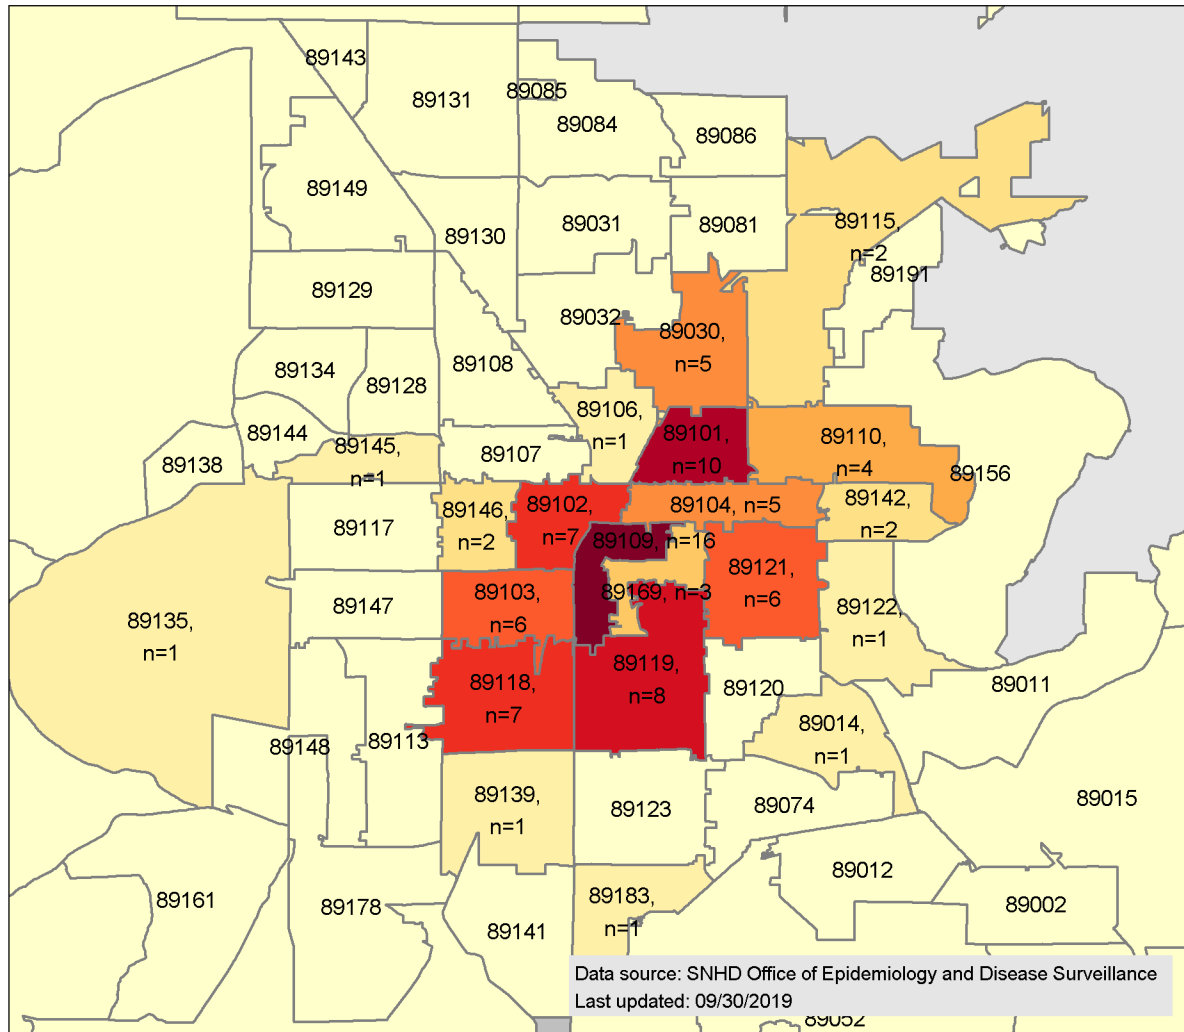 89143
89085
89131
89084
89086
89149
89115,
n=2
89130
89031
89081
89191
89129
89032
89030,
n=5
89134
89108
89128
89106,
n=1
89144
89101,
n=10
89110,
n=4
89145,
n=1
89107
89138
89156
89102,
n=7
89104, n=5
89142,
n=2
89146,
n=2
89117
89109, n=16
89121,
n=6
89169, n=3
89103,
n=6
89147
89122,
n=1
89135,
n=1
89119,
n=8
89118,
n=7
89120
89011
89014,
n=1
89148
89113
89139,
n=1
89123
89074
89015
89012
89161
89178
89183,
n=1
89002
89141
Data source: SNHD Office of Epidemiology and Disease Surveillance
Last updated: 09/30/2019
89052